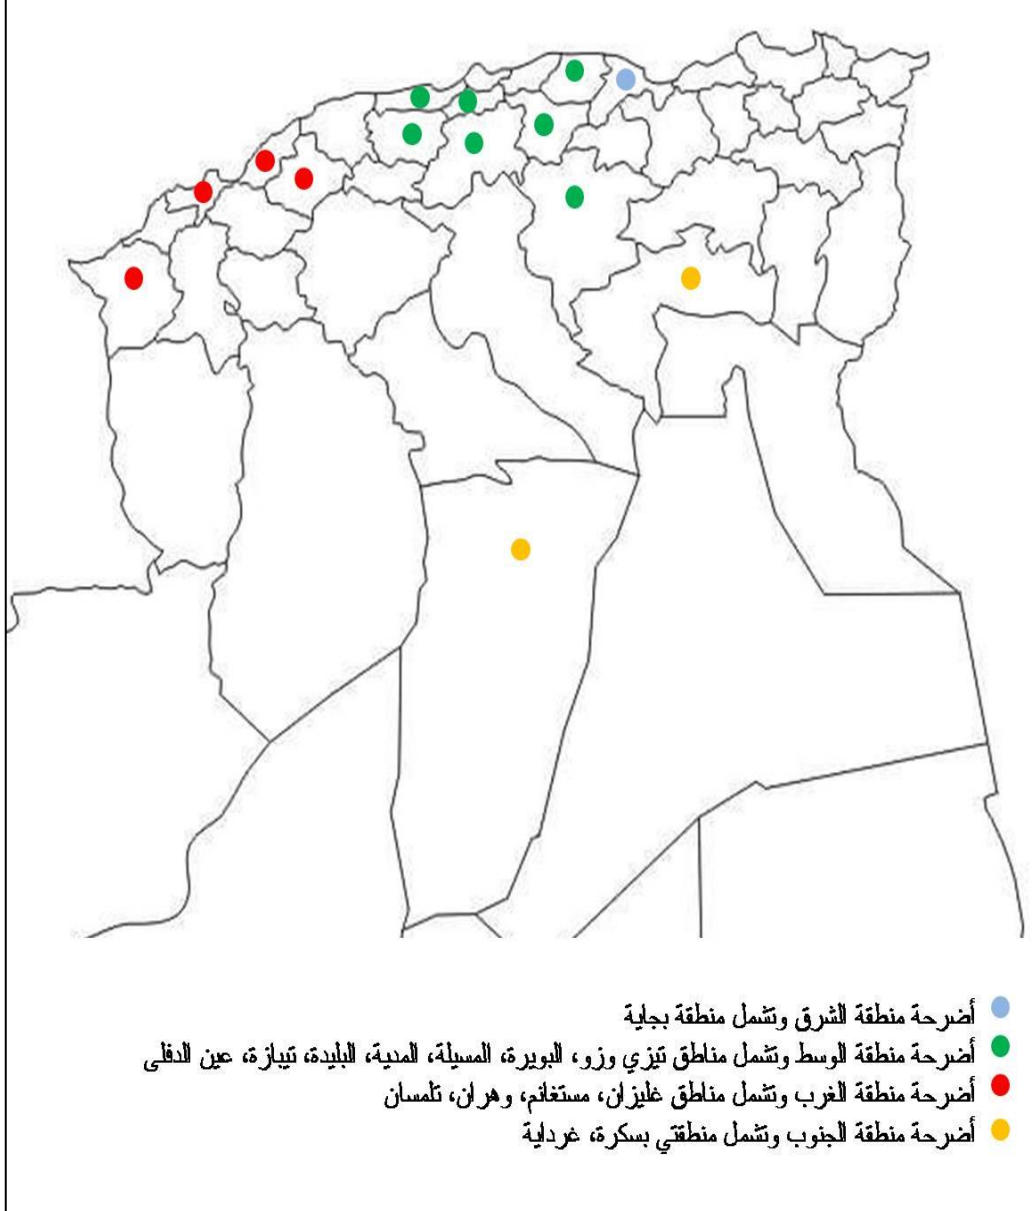 أضرحة منطقة الشرق وتشمل منطقة بجاية
أضرحة منطقة الوسط وتشمل مناطق تيزي وزو، البويرة، المسيلة، المدية، البليدة، تيبازة، عين الدفلى
أضرحة منطقة الغرب وتشمل مناطق غليزان، مستغانم، وهران، تلمسان
أضرحة منطقة الجنوب وتشمل منطقتي بسكرة، غرداية